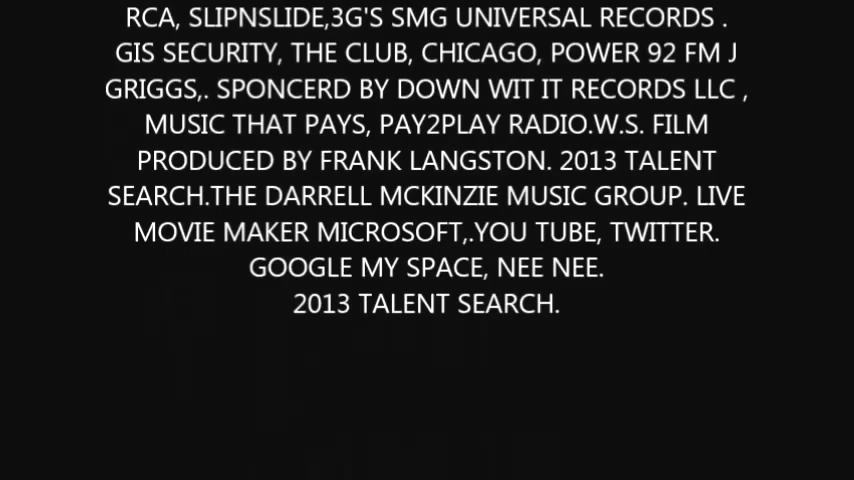 RCA, SLIPNSLIDE,3G'S SMG UNIVERSAL RECORDS .
GIS SECURITY, THE CLUB, CHICAGO, POWER 92 FM J
GRIGGS,. SPONCERD BY DOWN WIT IT RECORDS LLC ,
MUSIC THAT PAYS, PAY2PLAY RADIO.W.S. FILM
PRODUCED BY FRANK LANGSTON. 2013 TALENT
SEARCH.THE DARRELL MCKINZIE MUSIC GROUP. LIVE
MOVIE MAKER MICROSOFT,.YOU TUBE, TWITTER.
GOOGLE MY SPACE, NEE NEE.
2013 TALENT SEARCH.